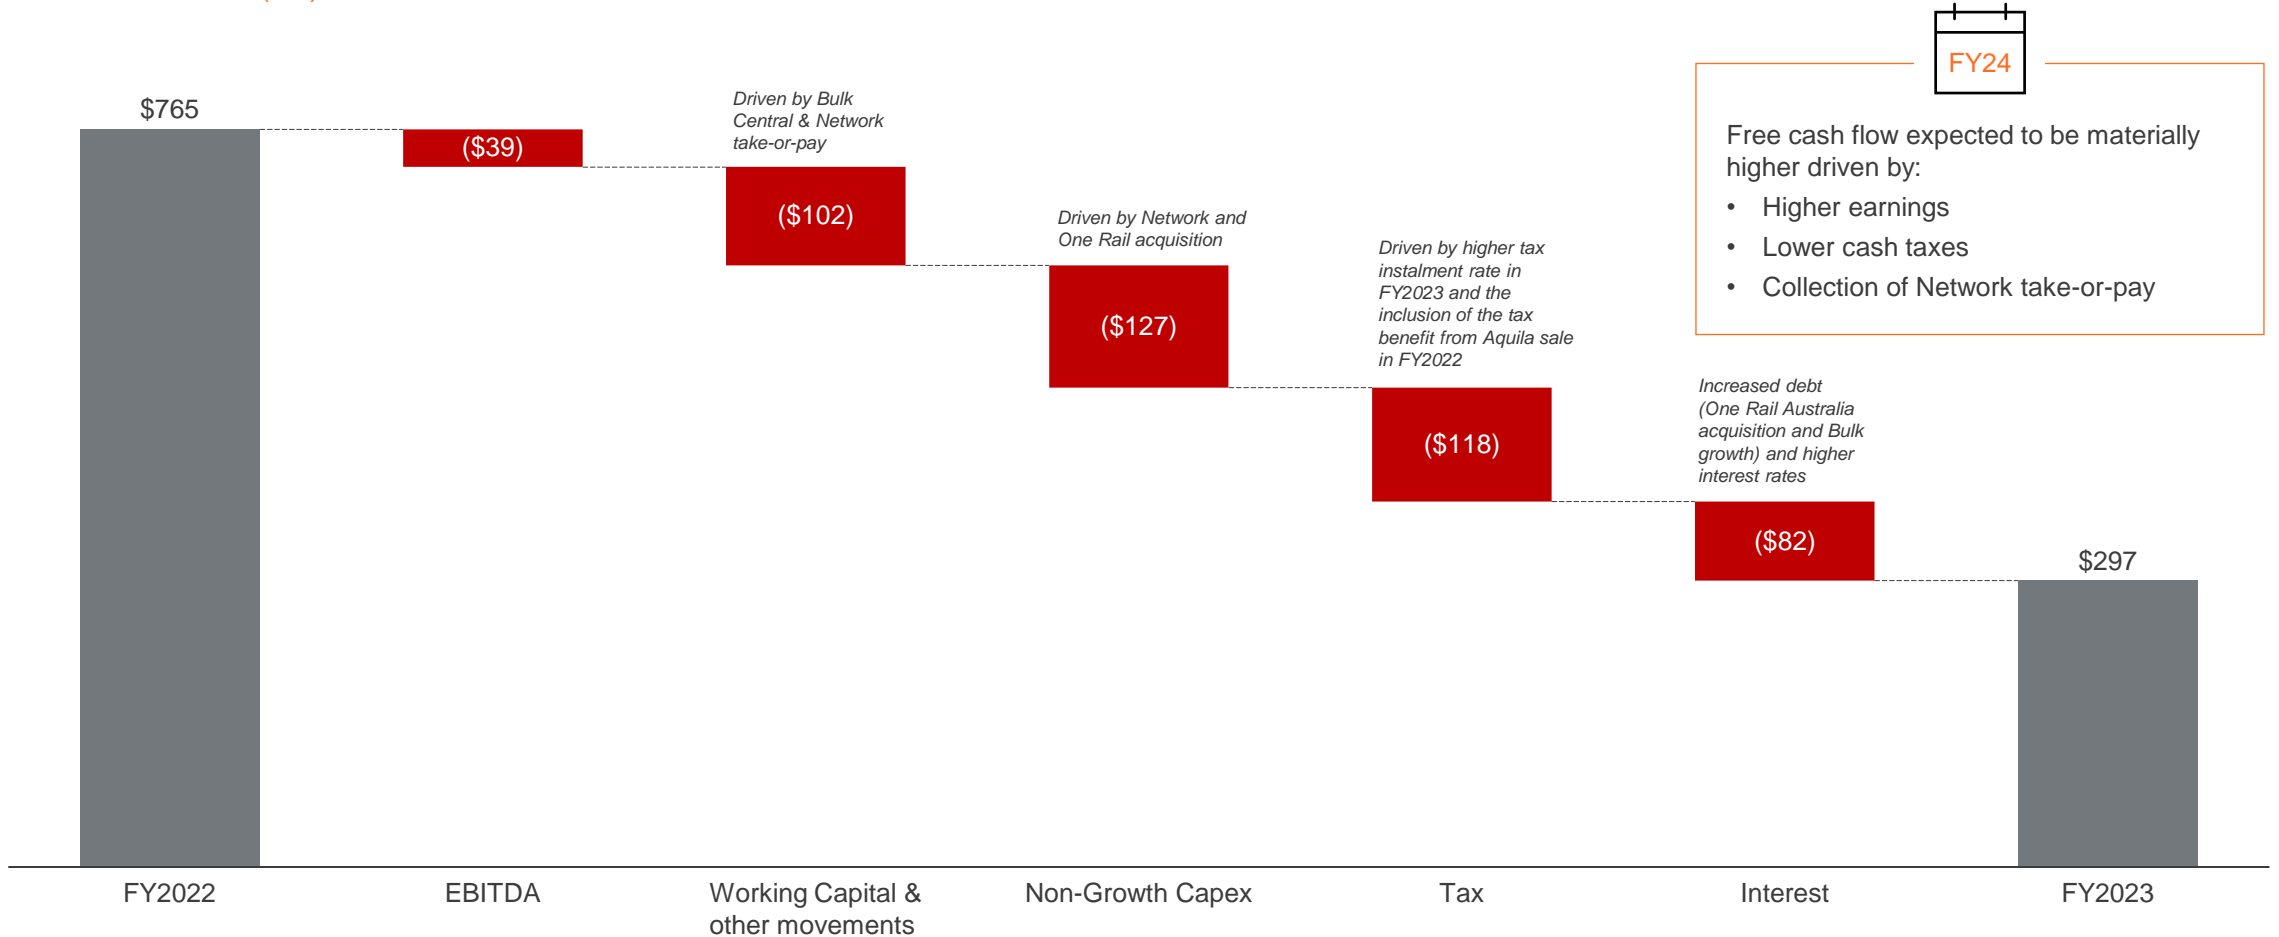 $765
($39)
Driven by Bulk
Central & Network
take-or-pay
($102)
Driven by Network and
One Rail acquisition
($127)
Driven by higher tax
instalment rate in
FY2023 and the
inclusion of the tax
benefit from Aquila sale
in FY2022
($118)
Increased debt
(One Rail Australia
acquisition and Bulk
growth) and higher
interest rates
($82)
$297
FY24
Free cash flow expected to be materially
higher driven by:
• Higher earnings
• Lower cash taxes
• Collection of Network take-or-pay
FY2022
EBITDA
Working Capital &
other movements
Non-Growth Capex
Tax
Interest
FY2023